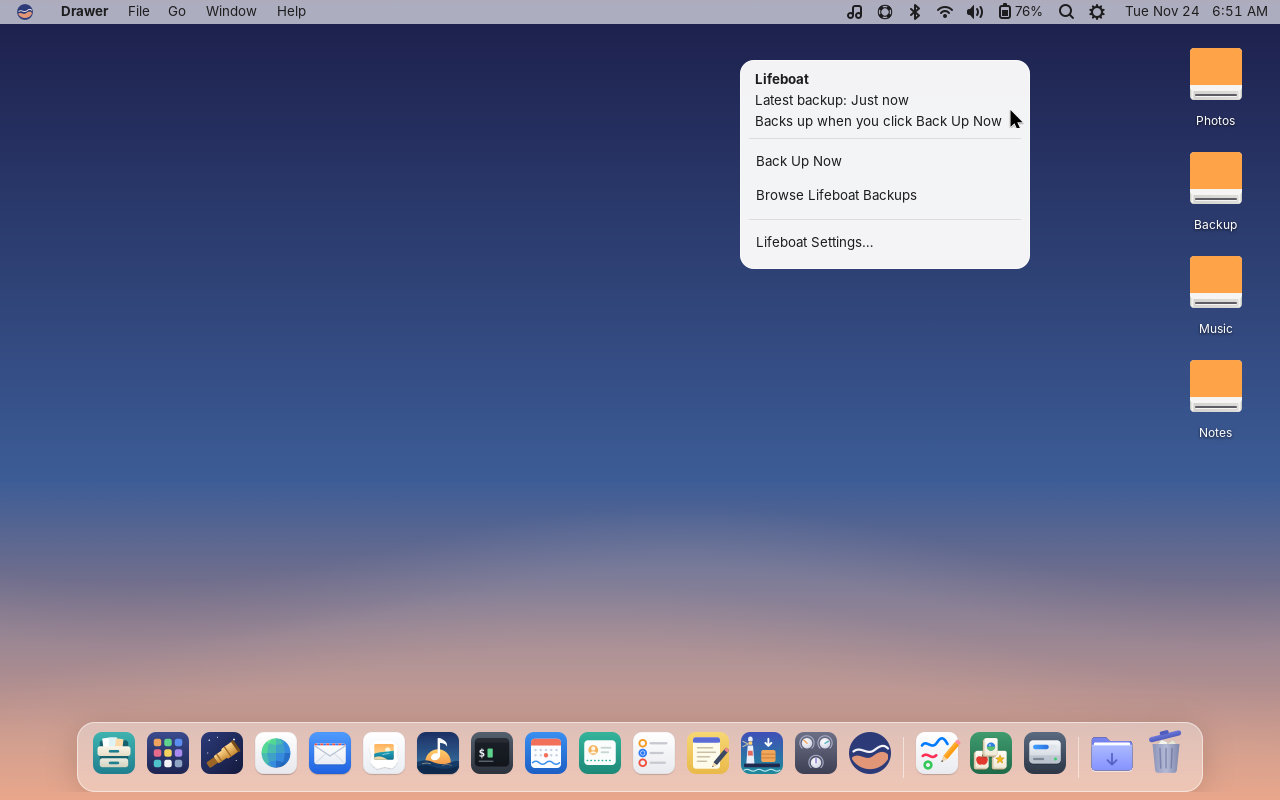 Drawer File Go Window Help 76% Tue Nov 24 6:51 AM
Lifeboat
Latest backup: Just now
Backs up when you click Back Up Now
Back Up Now
Browse Lifeboat Backups
Lifeboat Settings...
Photos
Backup
Music
Notes
$